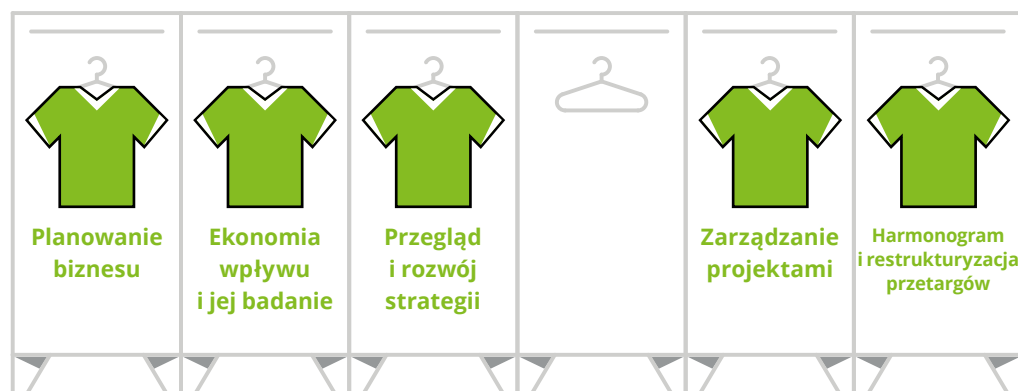 Planowanie
biznesu
Ekonomia
wpływu
i jej badanie
Przegląd
i rozwój
strategii
Zarządzanie
projektami
Harmonogram
i restrukturyzacja
przetargów